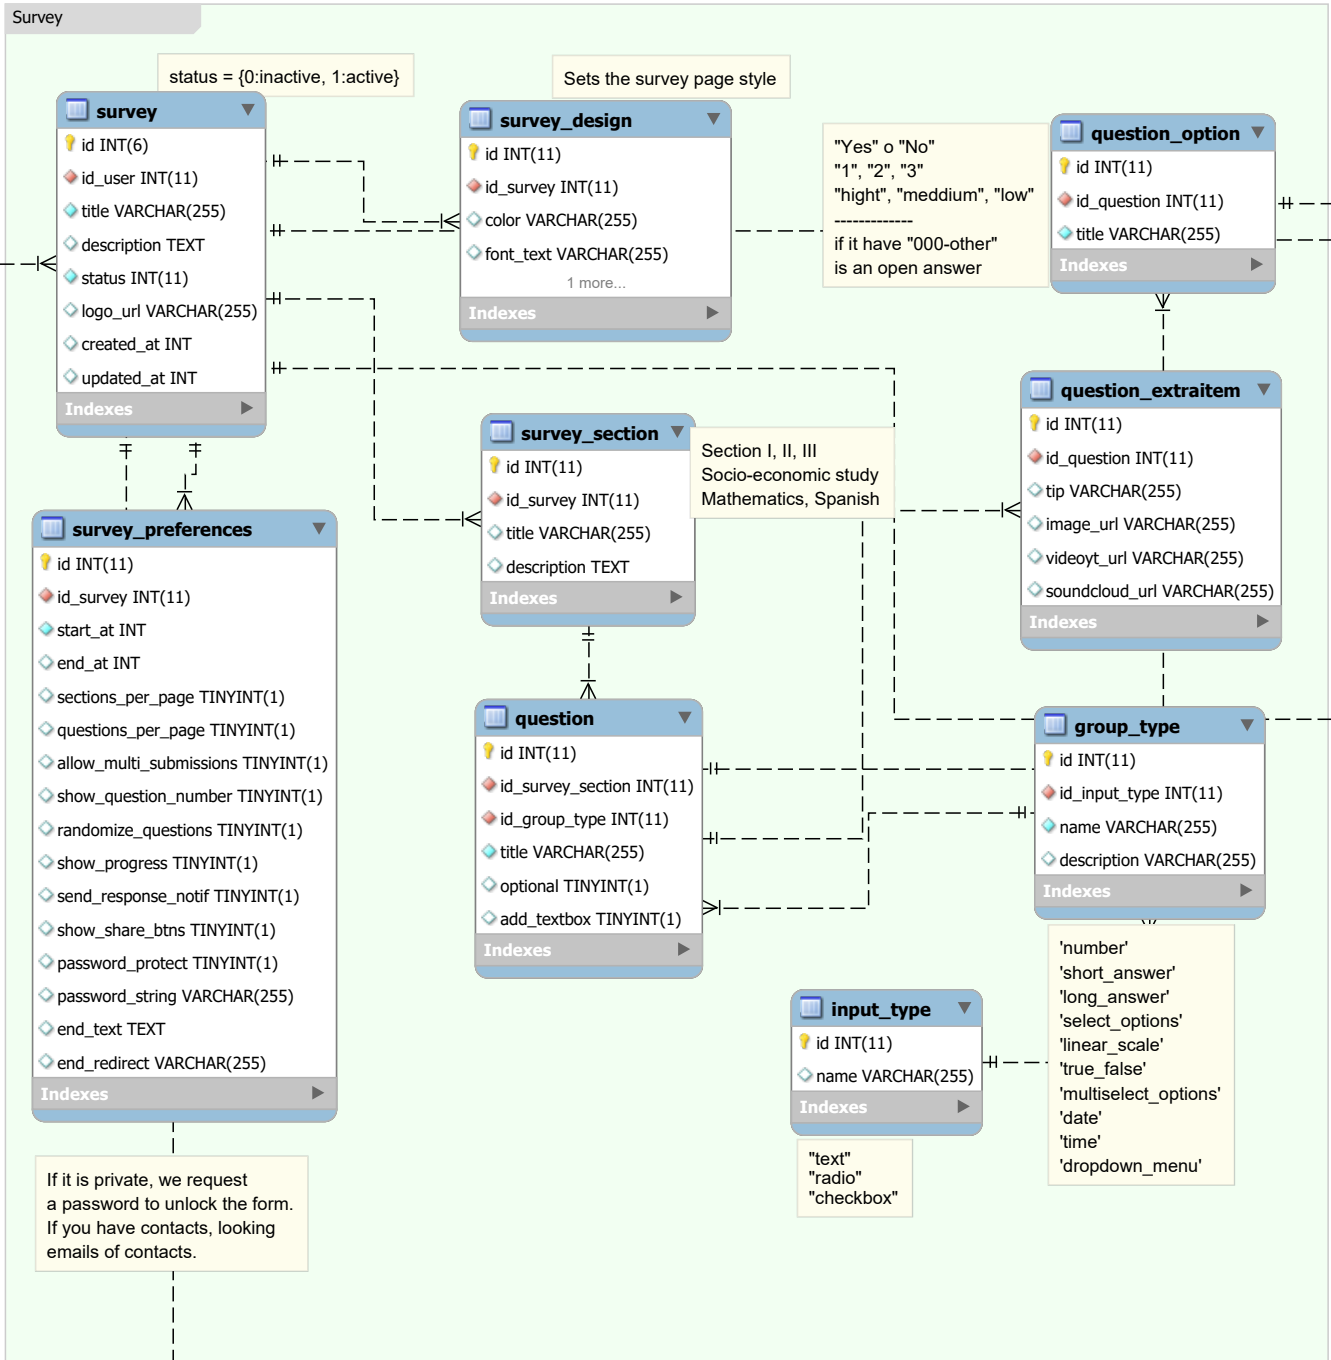 Survey
status = {0:inactive, 1:active}
survey
id INT(6)
id_user INT(11)
title VARCHAR(255)
description TEXT
status INT(11)
logo_url VARCHAR(255)
created_at INT
updated_at INT
Indexes
Sets the survey page style
survey_design
id INT(11)
id_survey INT(11)
color VARCHAR(255)
font_text VARCHAR(255)
1 more...
Indexes
"Yes" o "No"
"1", "2", "3"
"hight", "meddium", "low"
-------------
if it have "000-other"
is an open answer
question_option
id INT(11)
id_question INT(11)
title VARCHAR(255)
Indexes
question_extraitem
id INT(11)
id_question INT(11)
tip VARCHAR(255)
image_url VARCHAR(255)
videoyt_url VARCHAR(255)
soundcloud_url VARCHAR(255)
Indexes
survey_section
id INT(11)
id_survey INT(11)
title VARCHAR(255)
description TEXT
Indexes
Section I, II, III
Socio-economic study
Mathematics, Spanish
survey_preferences
id INT(11)
id_survey INT(11)
start_at INT
end_at INT
sections_per_page TINYINT(1)
questions_per_page TINYINT(1)
allow_multi_submissions TINYINT(1)
show_question_number TINYINT(1)
randomize_questions TINYINT(1)
show_progress TINYINT(1)
send_response_notif TINYINT(1)
show_share_btns TINYINT(1)
password_protect TINYINT(1)
password_string VARCHAR(255)
end_text TEXT
end_redirect VARCHAR(255)
Indexes
If it is private, we request
a password to unlock the form.
If you have contacts, looking
emails of contacts.
question
id INT(11)
id_survey_section INT(11)
id_group_type INT(11)
title VARCHAR(255)
optional TINYINT(1)
add_textbox TINYINT(1)
Indexes
group_type
id INT(11)
id_input_type INT(11)
name VARCHAR(255)
description VARCHAR(255)
Indexes
'number'
'short_answer'
'long_answer'
'select_options'
'linear_scale'
'true_false'
'multiselect_options'
'date'
'time'
'dropdown_menu'
input_type
id INT(11)
name VARCHAR(255)
Indexes
"text"
"radio"
"checkbox"